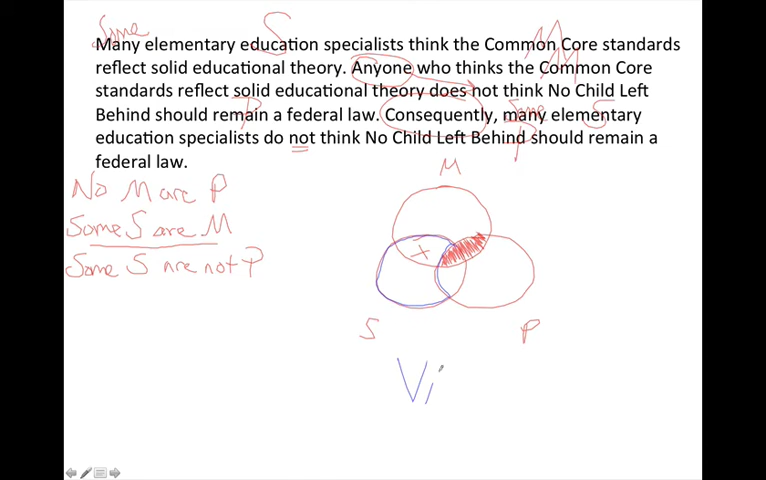 Some S M
Many elementary education specialists think the Common Core standards
reflect solid educational theory. Anyone who thinks the Common Core
M
standards reflect solid educational theory does not think No Child Left
P Some S
Behind should remain a federal law. Consequently, many elementary
education specialists do not think No Child Left Behind should remain a
P
federal law.
No M are P
Some S are M
Some S are not P
M
X
S P
Vi